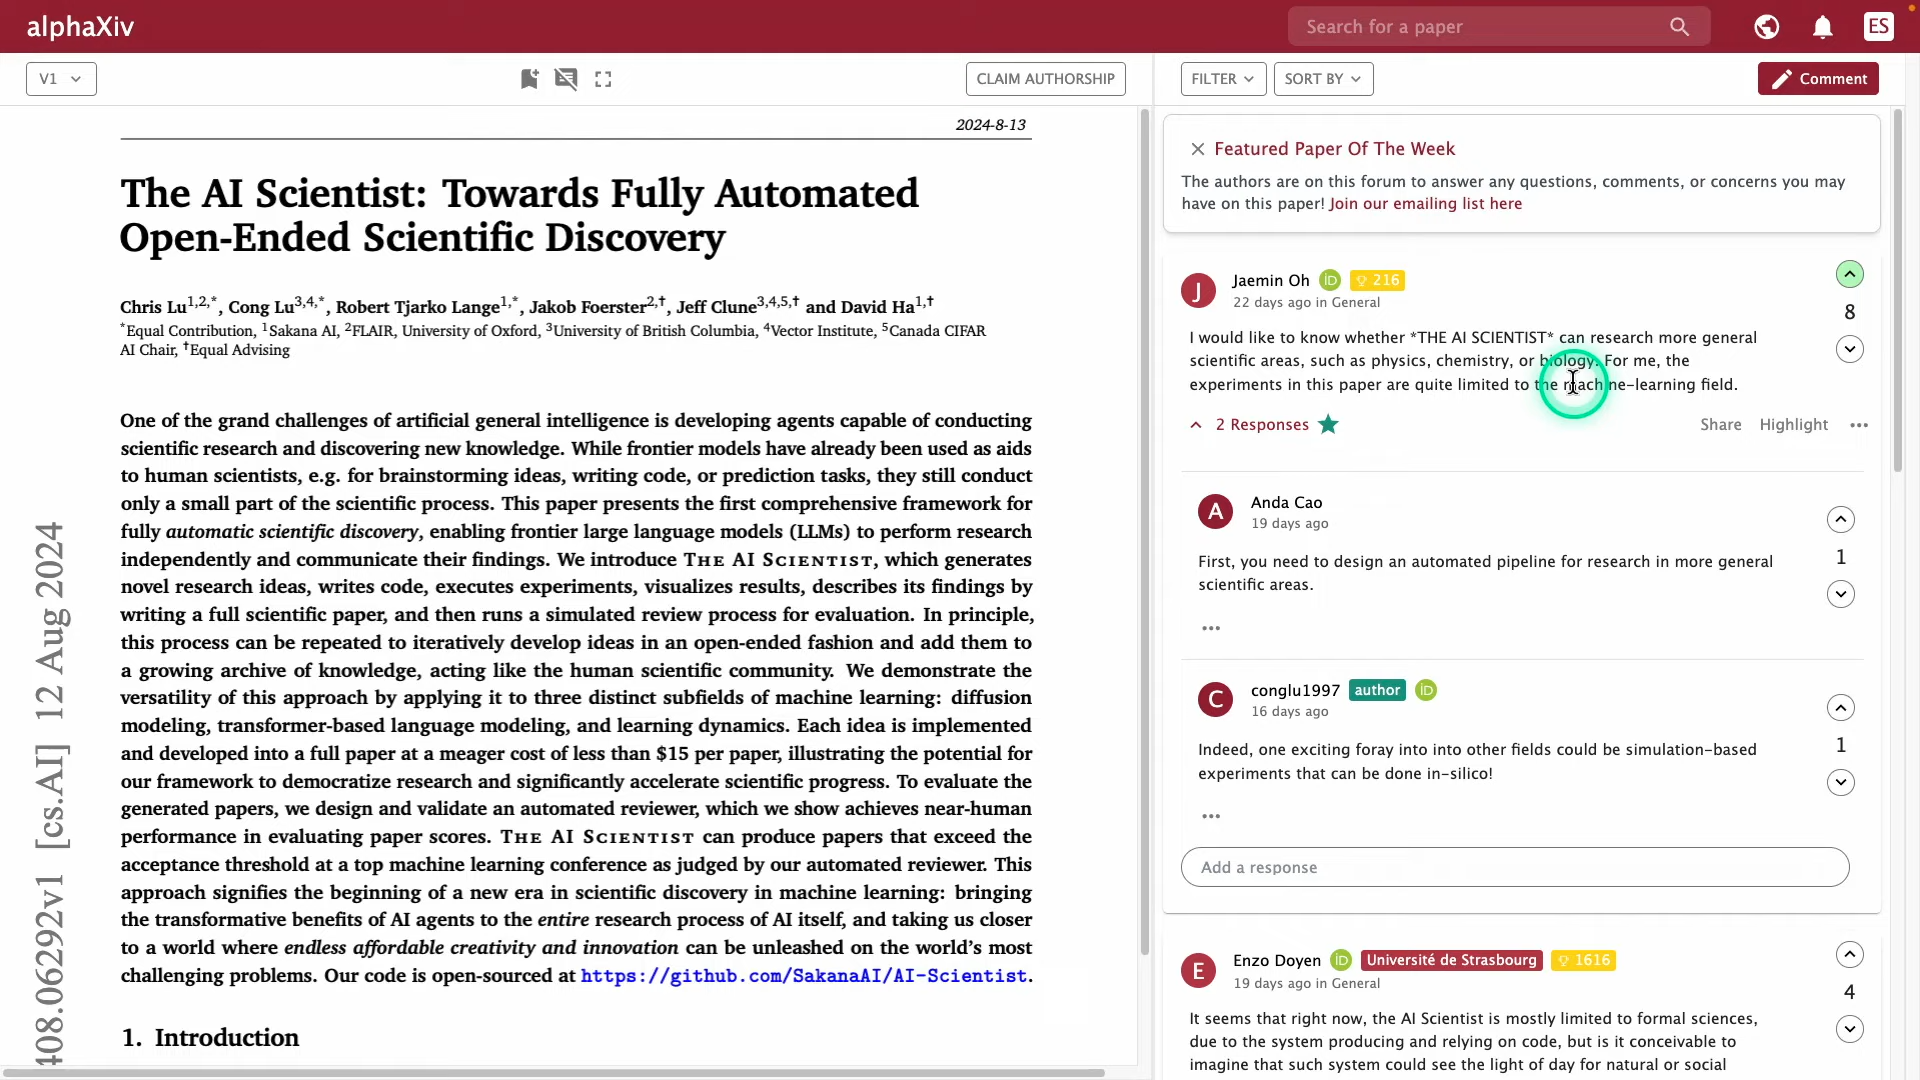 alphaXiv
Search for a paper
ES
V1
CLAIM AUTHORSHIP
FILTER
SORT BY
Comment
2024-8-13
The AI Scientist: Towards Fully Automated
Open-Ended Scientific Discovery
Chris Lu1,2,*, Cong Lu3,4,*, Robert Tjarko Lange1,*, Jakob Foerster2,†, Jeff Clune3,4,5,† and David Ha1,†
*Equal Contribution, 1Sakana AI, 2FLAIR, University of Oxford, 3University of British Columbia, 4Vector Institute, 5Canada CIFAR
AI Chair, †Equal Advising
One of the grand challenges of artificial general intelligence is developing agents capable of conducting
scientific research and discovering new knowledge. While frontier models have already been used as aids
to human scientists, e.g. for brainstorming ideas, writing code, or prediction tasks, they still conduct
only a small part of the scientific process. This paper presents the first comprehensive framework for
fully automatic scientific discovery, enabling frontier large language models (LLMs) to perform research
independently and communicate their findings. We introduce THE AI SCIENTIST, which generates
novel research ideas, writes code, executes experiments, visualizes results, describes its findings by
writing a full scientific paper, and then runs a simulated review process for evaluation. In principle,
this process can be repeated to iteratively develop ideas in an open-ended fashion and add them to
a growing archive of knowledge, acting like the human scientific community. We demonstrate the
versatility of this approach by applying it to three distinct subfields of machine learning: diffusion
modeling, transformer-based language modeling, and learning dynamics. Each idea is implemented
and developed into a full paper at a meager cost of less than $15 per paper, illustrating the potential for
our framework to democratize research and significantly accelerate scientific progress. To evaluate the
generated papers, we design and validate an automated reviewer, which we show achieves near-human
performance in evaluating paper scores. THE AI SCIENTIST can produce papers that exceed the
acceptance threshold at a top machine learning conference as judged by our automated reviewer. This
approach signifies the beginning of a new era in scientific discovery in machine learning: bringing
the transformative benefits of AI agents to the entire research process of AI itself, and taking us closer
to a world where endless affordable creativity and innovation can be unleashed on the world's most
challenging problems. Our code is open-sourced at https://github.com/SakanaAI/AI-Scientist.
1. Introduction
408.06292v1 [cs.AI] 12 Aug 2024
Featured Paper Of The Week
The authors are on this forum to answer any questions, comments, or concerns you may
have on this paper! Join our emailing list here
J
Jaemin Oh iD 216
22 days ago in General
8
I would like to know whether *THE AI SCIENTIST* can research more general
scientific areas, such as physics, chemistry, or biology. For me, the
experiments in this paper are quite limited to the machine-learning field.
2 Responses
Share
Highlight
A
Anda Cao
19 days ago
1
First, you need to design an automated pipeline for research in more general
scientific areas.
C
conglu1997 author iD
16 days ago
1
Indeed, one exciting foray into into other fields could be simulation-based
experiments that can be done in-silico!
Add a response
E
Enzo Doyen iD Université de Strasbourg 1616
19 days ago in General
4
It seems that right now, the AI Scientist is mostly limited to formal sciences,
due to the system producing and relying on code, but is it conceivable to
imagine that such system could see the light of day for natural or social